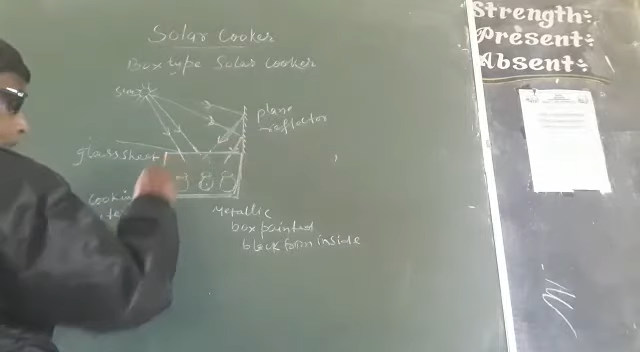 Solar Cooker
Box type Solar cooker
Sun
plane
reflector
glass sheet
Metallic
box painted
black form inside
Strength:
Present:
Absent: